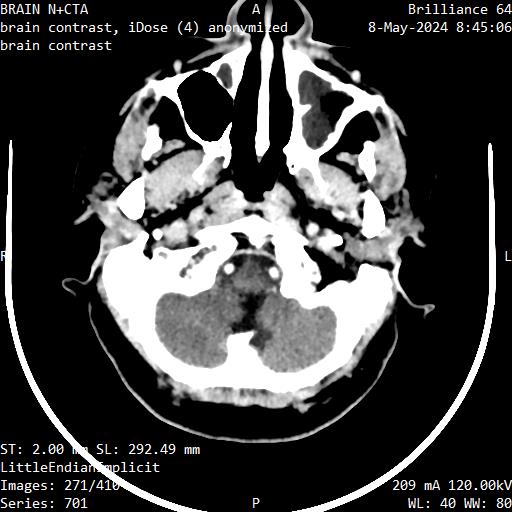 BRAIN N+CTA A Brilliance 64
brain contrast, iDose (4) anonymized 8-May-2024 8:45:06
brain contrast
R L
ST: 2.00 mm SL: 292.49 mm
LittleEndianImplicit
Images: 271/410 209 mA 120.00kV
Series: 701 P WL: 40 WW: 80